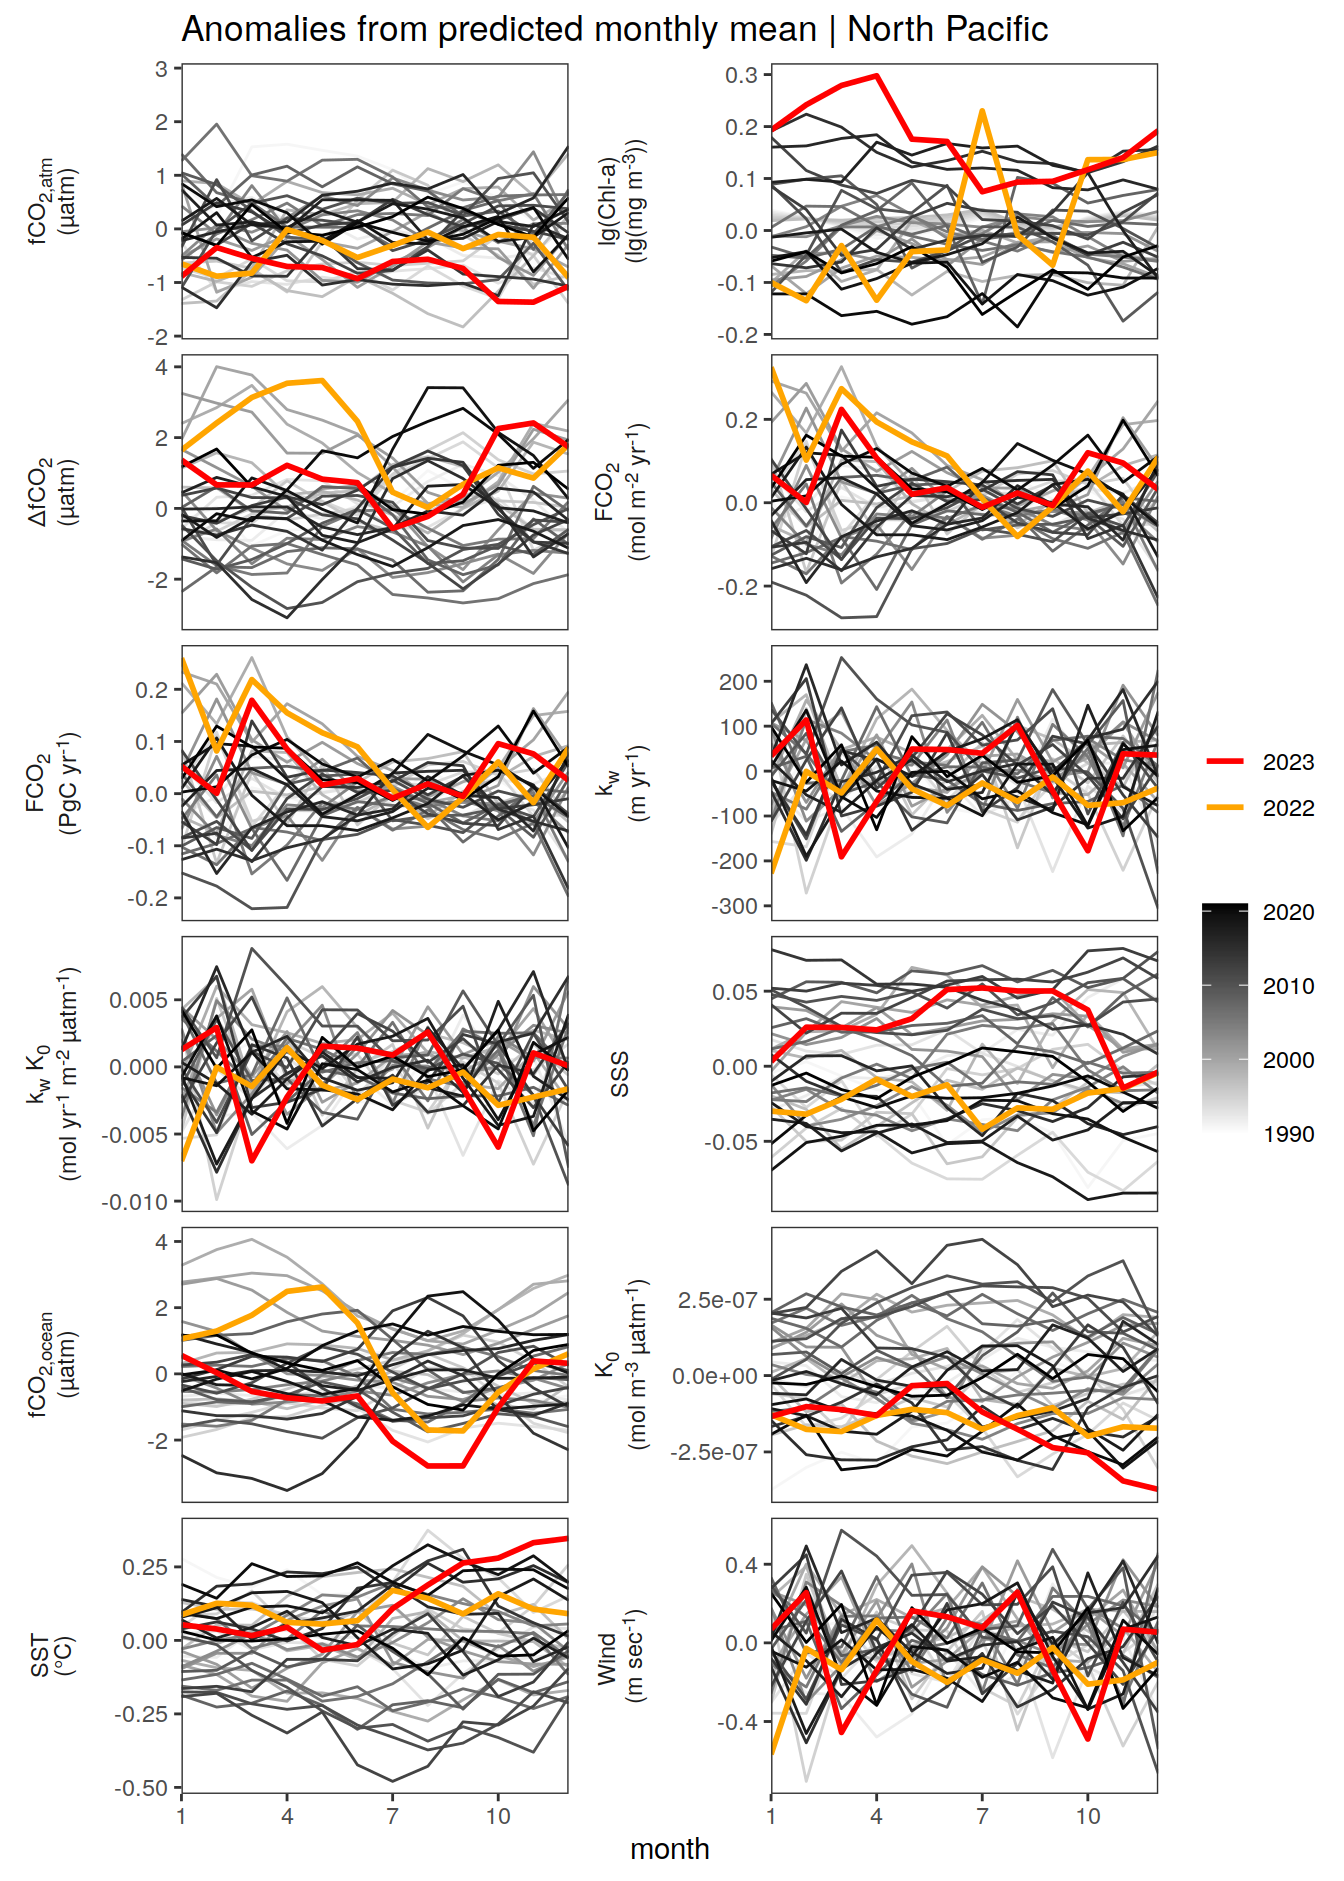 Anomalies from predicted monthly mean | North Pacific
fCO2,atm
(µatm)
3
2
1
0
-1
-2
lg(Chl-a)
(lg(mg m-3))
0.3
0.2
0.1
0.0
-0.1
-0.2
ΔfCO2
(µatm)
4
2
0
-2
FCO2
(mol m-2 yr-1)
0.2
0.0
-0.2
FCO2
(PgC yr-1)
0.2
0.1
0.0
-0.1
-0.2
kw
(m yr-1)
200
100
0
-100
-200
-300
kw K0
(mol yr-1 m-2 µatm-1)
0.005
0.000
-0.005
-0.010
SSS
0.05
0.00
-0.05
fCO2,ocean
(µatm)
4
2
0
-2
K0
(mol m-3 µatm-1)
2.5e-07
0.0e+00
-2.5e-07
SST
(°C)
0.25
0.00
-0.25
-0.50
Wind
(m sec-1)
0.4
0.0
-0.4
1 4 7 10
1 4 7 10
month
2023
2022
2020
2010
2000
1990